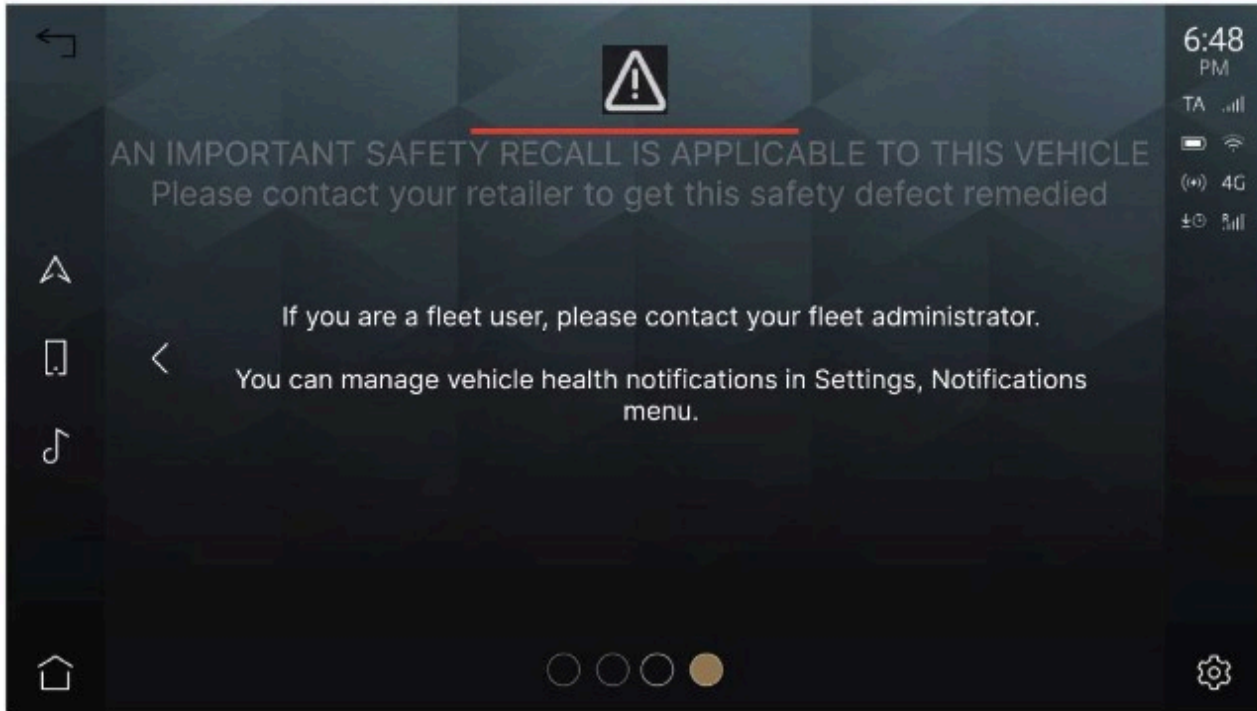 6:48
PM
AN IMPORTANT SAFETY RECALL IS APPLICABLE TO THIS VEHICLE
Please contact your retailer to get this safety defect remedied
TA
4G
R
If you are a fleet user, please contact your fleet administrator.
You can manage vehicle health notifications in Settings, Notifications
menu.